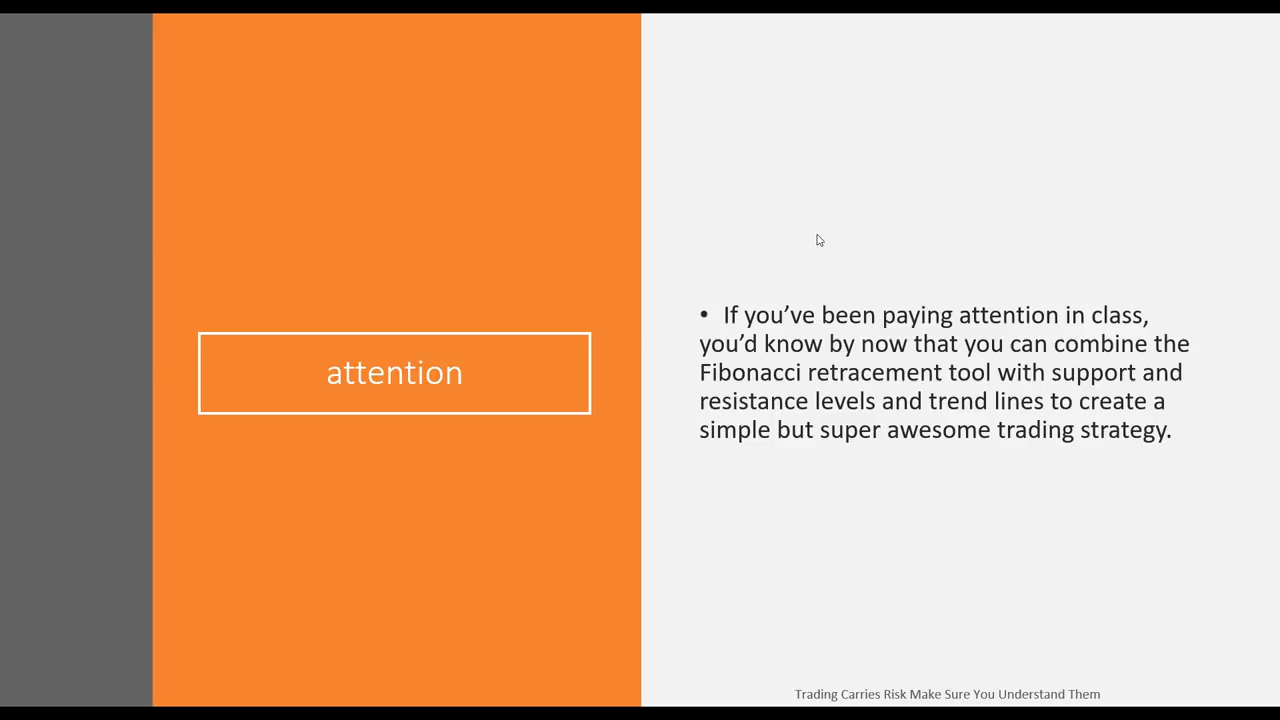 attention
• If you’ve been paying attention in class,
you’d know by now that you can combine the
Fibonacci retracement tool with support and
resistance levels and trend lines to create a
simple but super awesome trading strategy.
Trading Carries Risk Make Sure You Understand Them